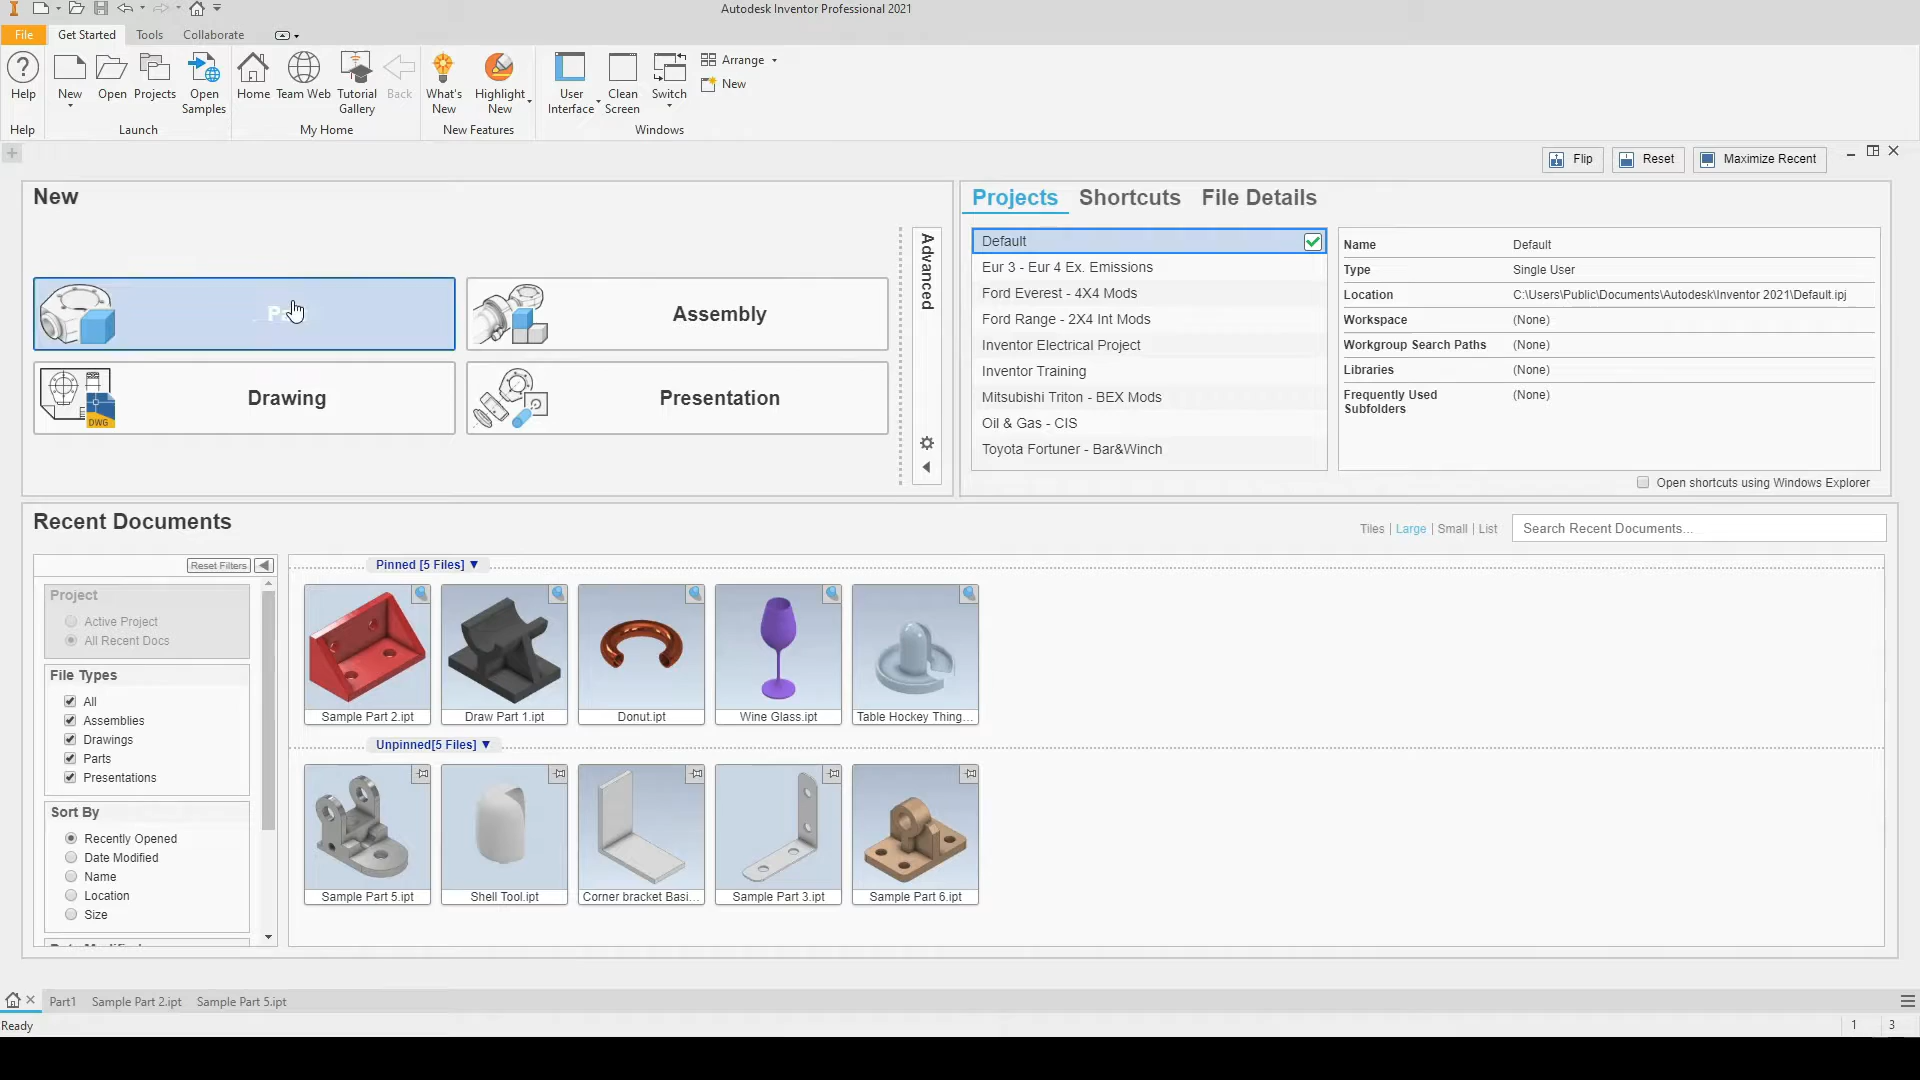 Autodesk Inventor Professional 2021
File Get Started Tools Collaborate
Help New Open Projects Open Samples Home Team Web Tutorial Gallery Back What's New Highlight New User Interface Clean Screen Switch Arrange
New
Help Launch My Home New Features Windows
Flip Reset Maximize Recent
New
Part
Assembly
Drawing
DWG
Presentation
Advanced
Projects Shortcuts File Details
Default
Eur 3 - Eur 4 Ex. Emissions
Ford Everest - 4X4 Mods
Ford Range - 2X4 Int Mods
Inventor Electrical Project
Inventor Training
Mitsubishi Triton - BEX Mods
Oil & Gas - CIS
Toyota Fortuner - Bar&Winch
Name Default
Type Single User
Location C:\Users\Public\Documents\Autodesk\Inventor 2021\Default.ipj
Workspace (None)
Workgroup Search Paths (None)
Libraries (None)
Frequently Used (None)
Subfolders
Open shortcuts using Windows Explorer
Recent Documents
Tiles | Large | Small | List
Search Recent Documents...
Reset Filters
Project
Active Project
All Recent Docs
File Types
All
Assemblies
Drawings
Parts
Presentations
Sort By
Recently Opened
Date Modified
Name
Location
Size
Pinned [5 Files]
Sample Part 2.ipt Draw Part 1.ipt Donut.ipt Wine Glass.ipt Table Hockey Thing...
Unpinned[5 Files]
Sample Part 5.ipt Shell Tool.ipt Corner bracket Basi... Sample Part 3.ipt Sample Part 6.ipt
Part1 Sample Part 2.ipt Sample Part 5.ipt
Ready 1 3